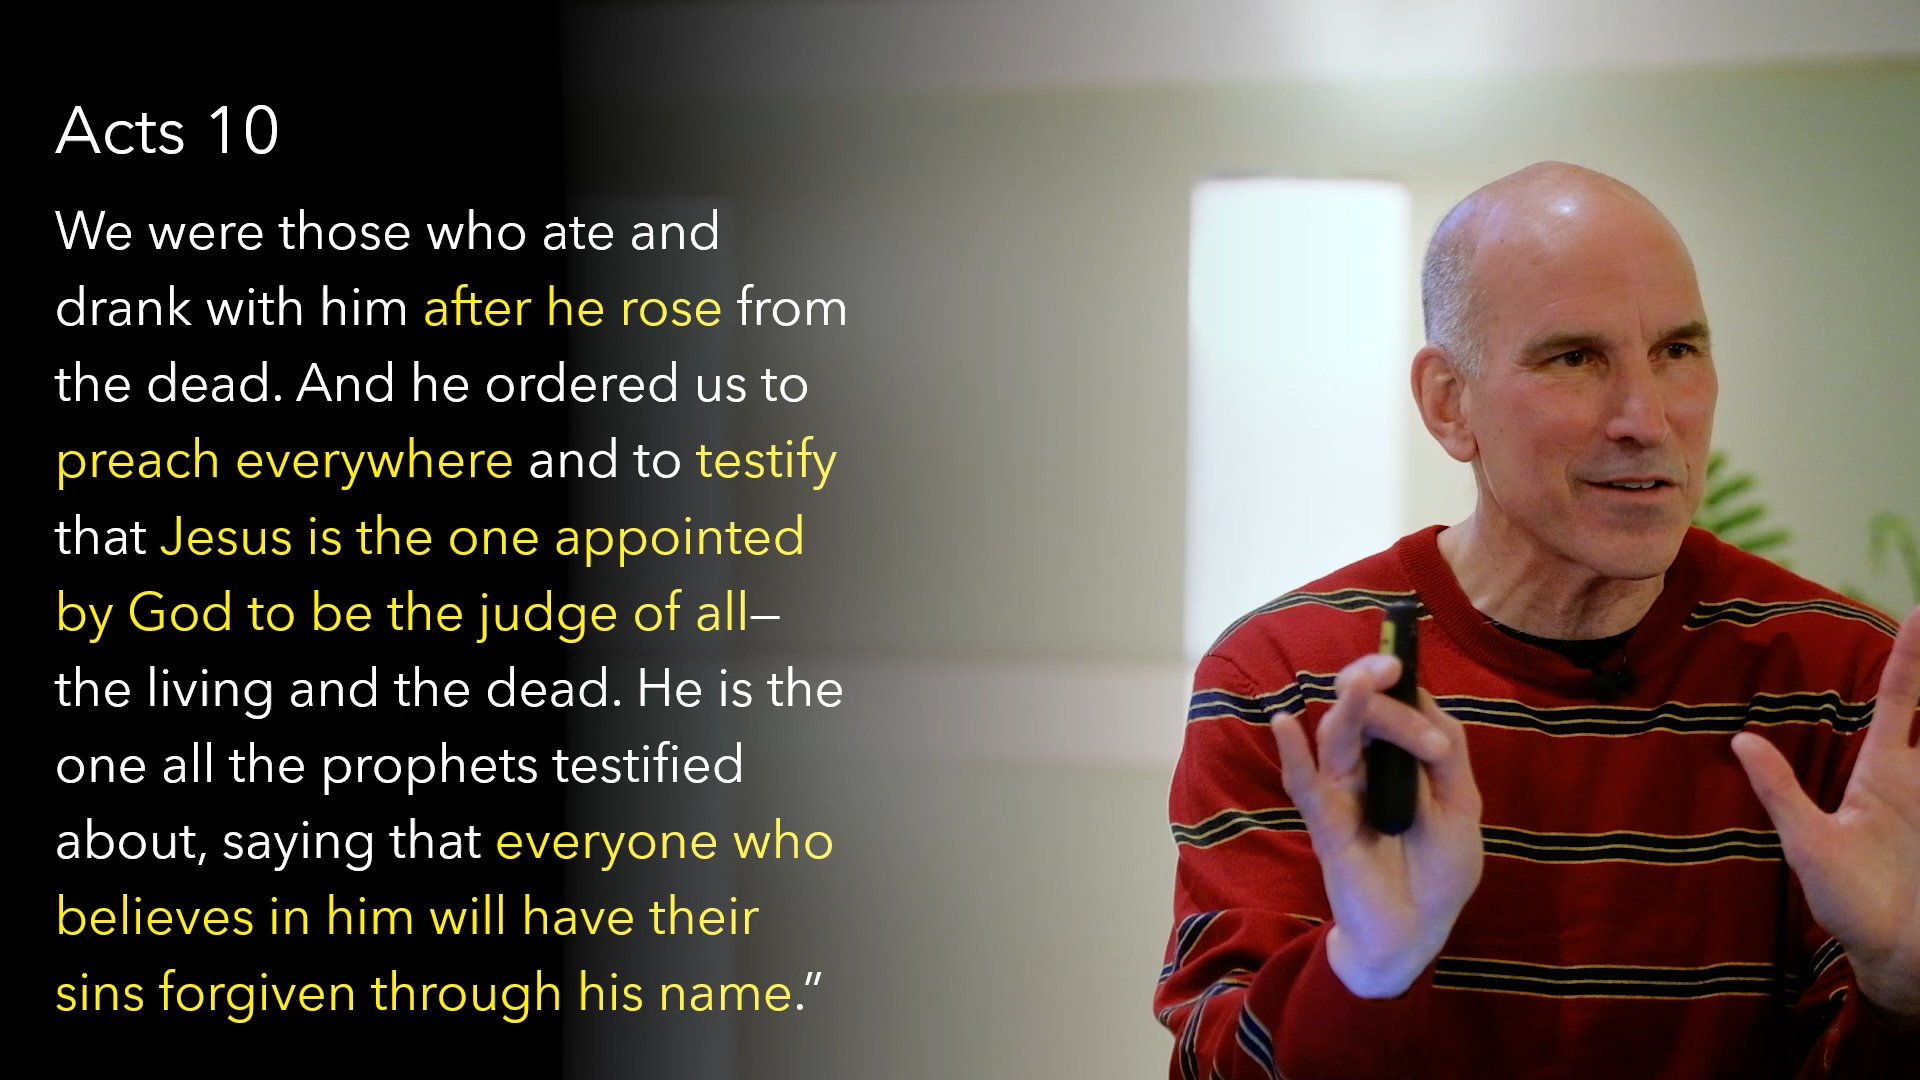 Acts 10
We were those who ate and
drank with him after he rose from
the dead. And he ordered us to
preach everywhere and to testify
that Jesus is the one appointed
by God to be the judge of all—
the living and the dead. He is the
one all the prophets testified
about, saying that everyone who
believes in him will have their
sins forgiven through his name.”